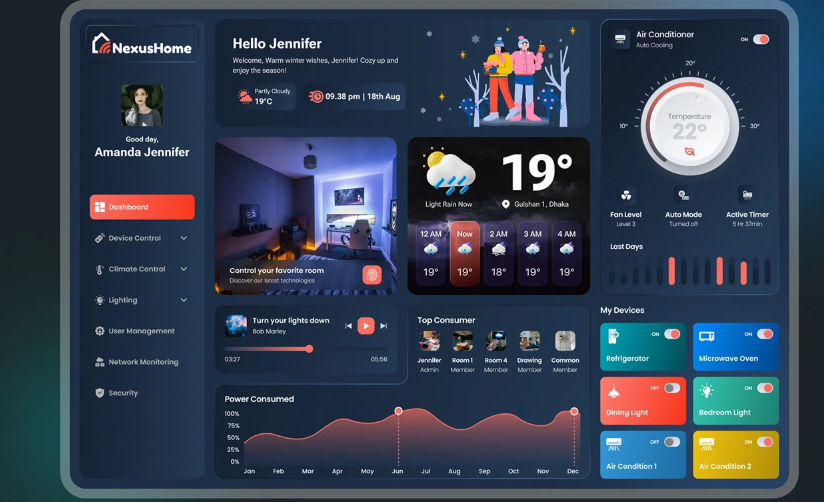 NexusHome
Good day,
Amanda Jennifer
Dashboard
Device Control
Climate Control
Lighting
User Management
Network Monitoring
Security
Hello Jennifer
Welcome, Warm winter wishes, Jennifer! Cozy up and
enjoy the season!
Partly Cloudy
19°C
09.38 pm | 18th Aug
Control your favorite room
Discover our latest technologies
19°
Light Rain Now
Gulshan 1, Dhaka
12 AM
Now
2 AM
3 AM
4 AM
19°
19°
18°
19°
19°
Turn your lights down
Bob Marley
03:27
05:56
Top Consumer
Jennifer
Admin
Room 1
Member
Room 4
Member
Drawing
Member
Common
Member
Power Consumed
100%
75%
50%
25%
0%
Jan Feb Mar Apr May Jun Jul Aug Sep Oct Nov Dec
Air Conditioner
Auto Cooling
ON
20°
10°
30°
Temperature
22°
Fan Level
Level 3
Auto Mode
Turned off
Active Timer
5 Hr 37min
Last Days
My Devices
ON
Refrigerator
ON
Microwave Oven
OFF
Dining Light
ON
Bedroom Light
OFF
Air Condition 1
ON
Air Condition 2